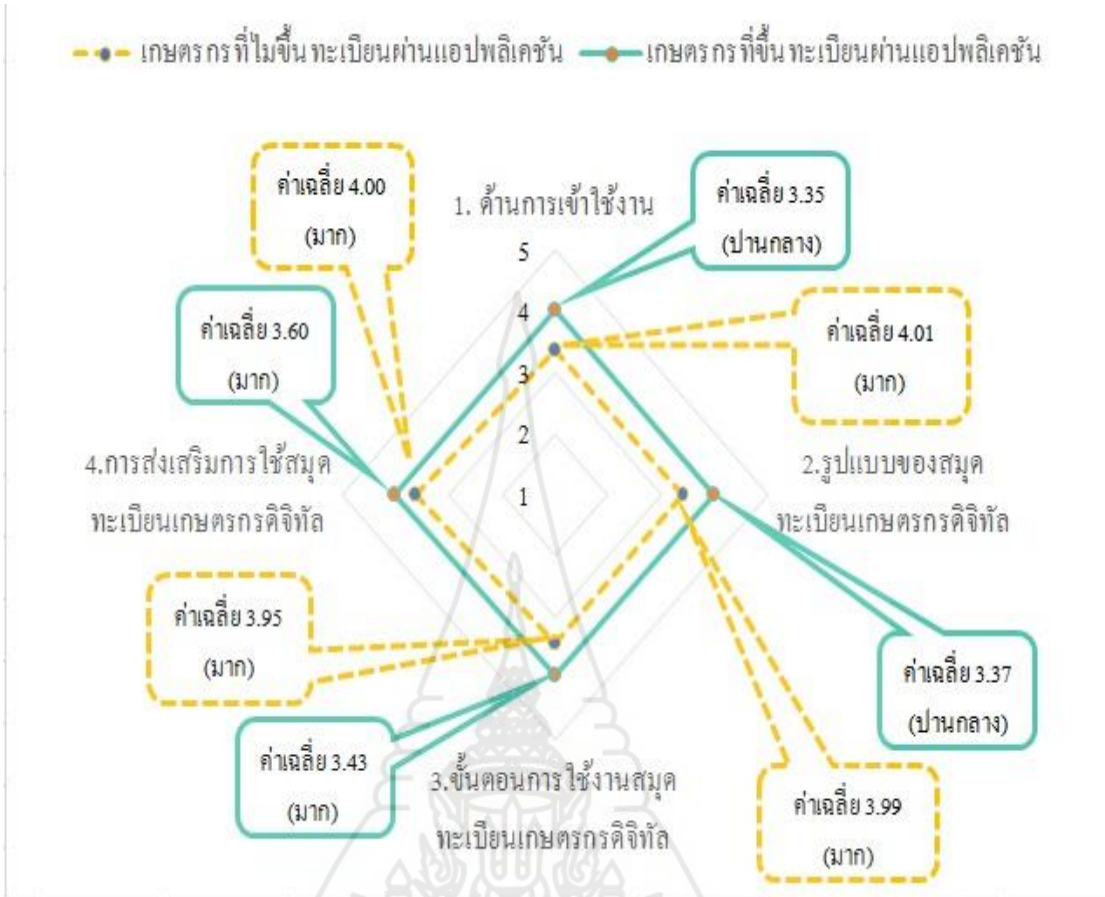 เกษตรกรที่ไม่ขึ้นทะเบียนผ่านแอปพลิเคชัน
เกษตรกรที่ขึ้นทะเบียนผ่านแอปพลิเคชัน
ค่าเฉลี่ย 4.00
(มาก)
1. ด้านการเข้าใช้งาน
ค่าเฉลี่ย 3.35
(ปานกลาง)
5
4
3
2
1
ค่าเฉลี่ย 3.60
(มาก)
ค่าเฉลี่ย 4.01
(มาก)
4.การส่งเสริมการใช้สมุด
ทะเบียนเกษตรกรดิจิทัล
2.รูปแบบของสมุด
ทะเบียนเกษตรกรดิจิทัล
ค่าเฉลี่ย 3.95
(มาก)
ค่าเฉลี่ย 3.37
(ปานกลาง)
ค่าเฉลี่ย 3.43
(มาก)
3.ขั้นตอนการใช้งานสมุด
ทะเบียนเกษตรกรดิจิทัล
ค่าเฉลี่ย 3.99
(มาก)